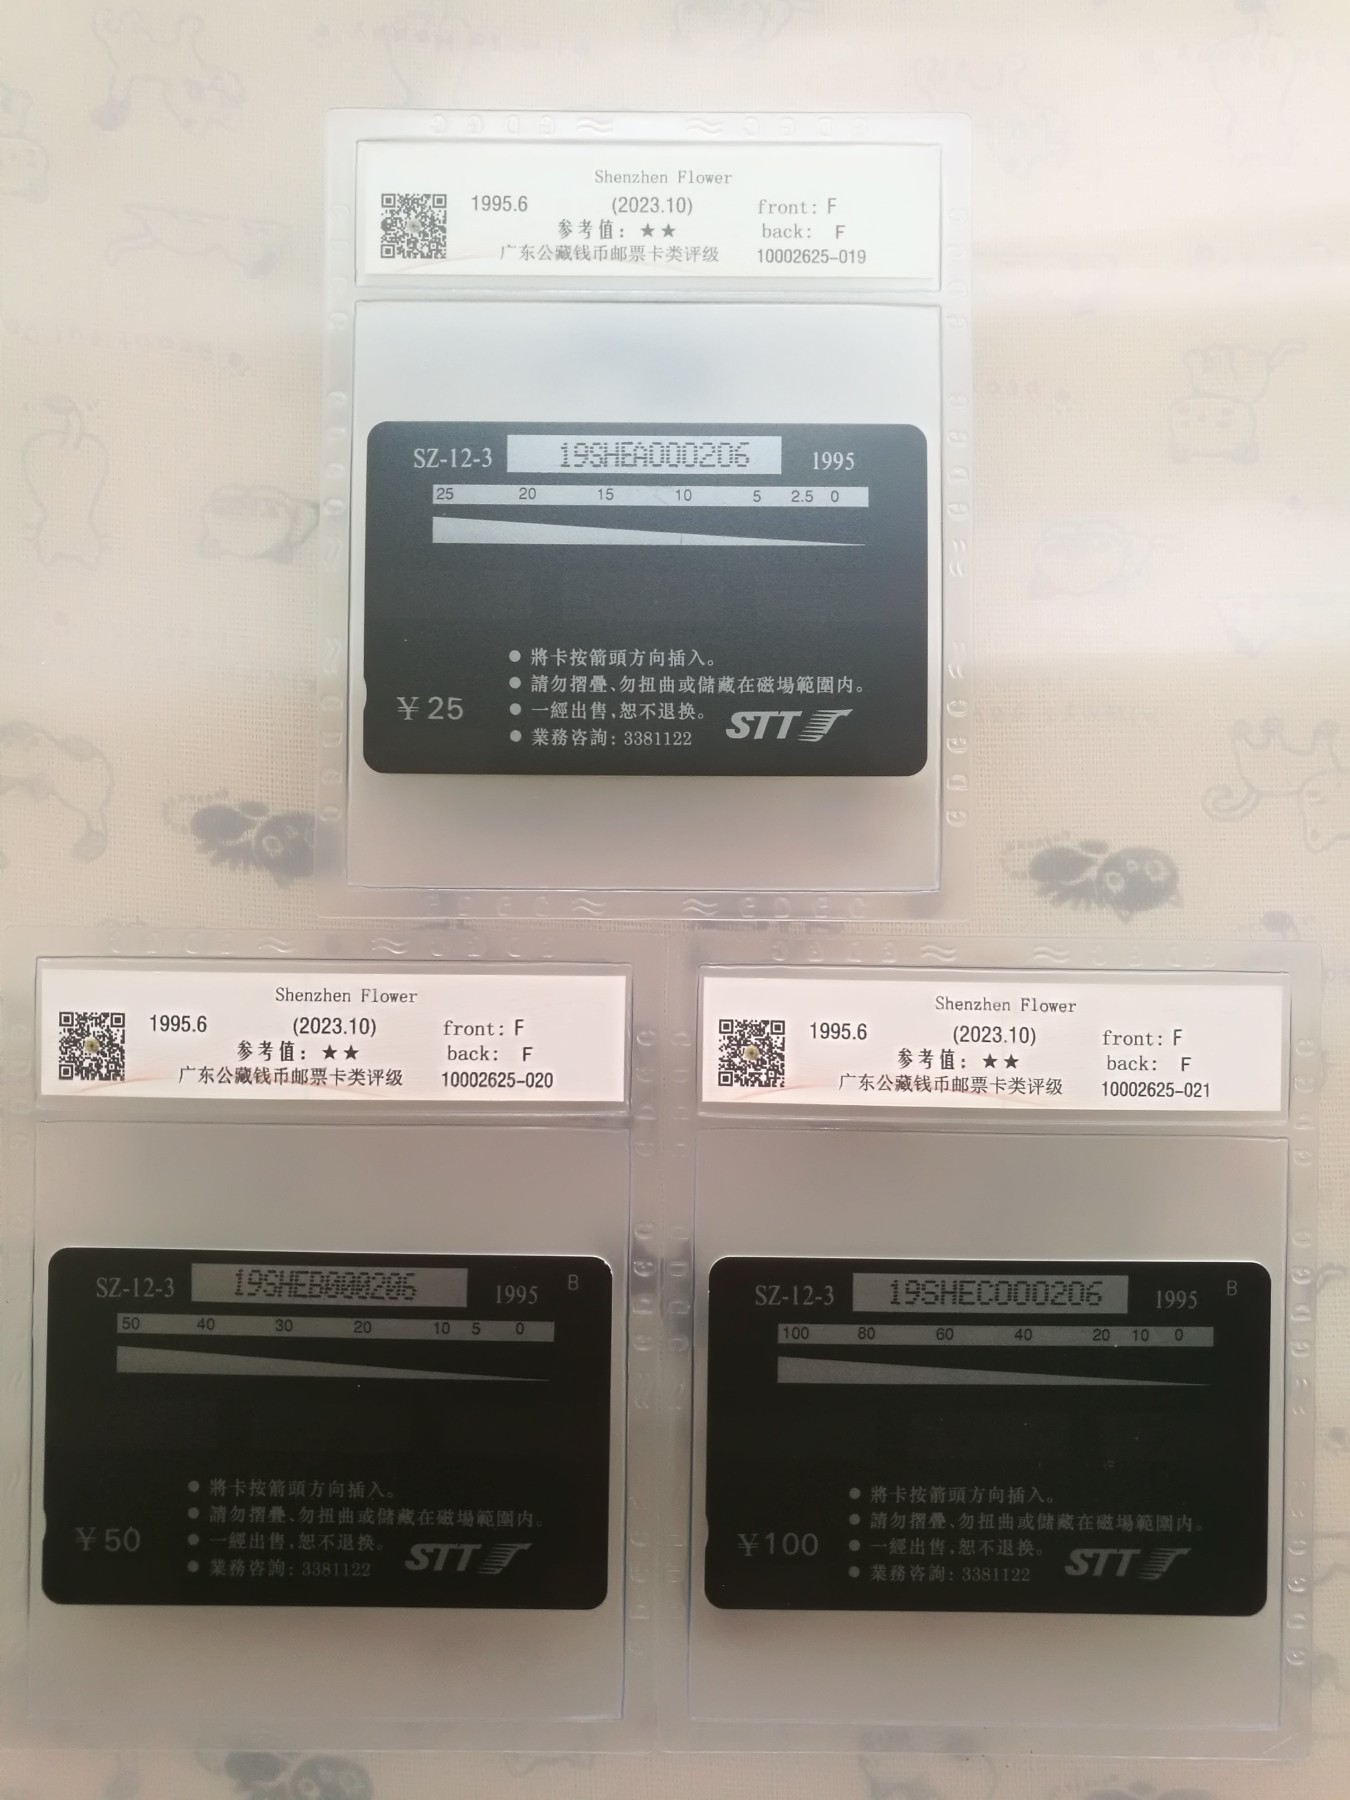 Shenzhen Flower
1995.6 (2023.10) front: F
参考值: ★★ back: F
广东公藏钱币邮票卡类评级 10002625-019
SZ-12-3 19SHEA000206 1995
25 20 15 10 5 2.5 0
● 將卡按箭頭方向插入。
● 請勿摺疊、勿扭曲或儲藏在磁場範圍内。
● 一經出售,恕不退换。
● 業務咨詢: 3381122
¥25
STT
Shenzhen Flower
1995.6 (2023.10) front: F
参考值: ★★ back: F
广东公藏钱币邮票卡类评级 10002625-020
SZ-12-3 19SHEB000206 1995 B
50 40 30 20 10 5 0
● 將卡按箭頭方向插入。
● 請勿摺疊、勿扭曲或儲藏在磁場範圍内。
● 一經出售,恕不退换。
● 業務咨詢: 3381122
¥50
STT
Shenzhen Flower
1995.6 (2023.10) front: F
参考值: ★★ back: F
广东公藏钱币邮票卡类评级 10002625-021
SZ-12-3 19SHEC000206 1995 B
100 80 60 40 20 10 0
● 將卡按箭頭方向插入。
● 請勿摺疊、勿扭曲或儲藏在磁場範圍内。
● 一經出售,恕不退换。
● 業務咨詢: 3381122
¥100
STT